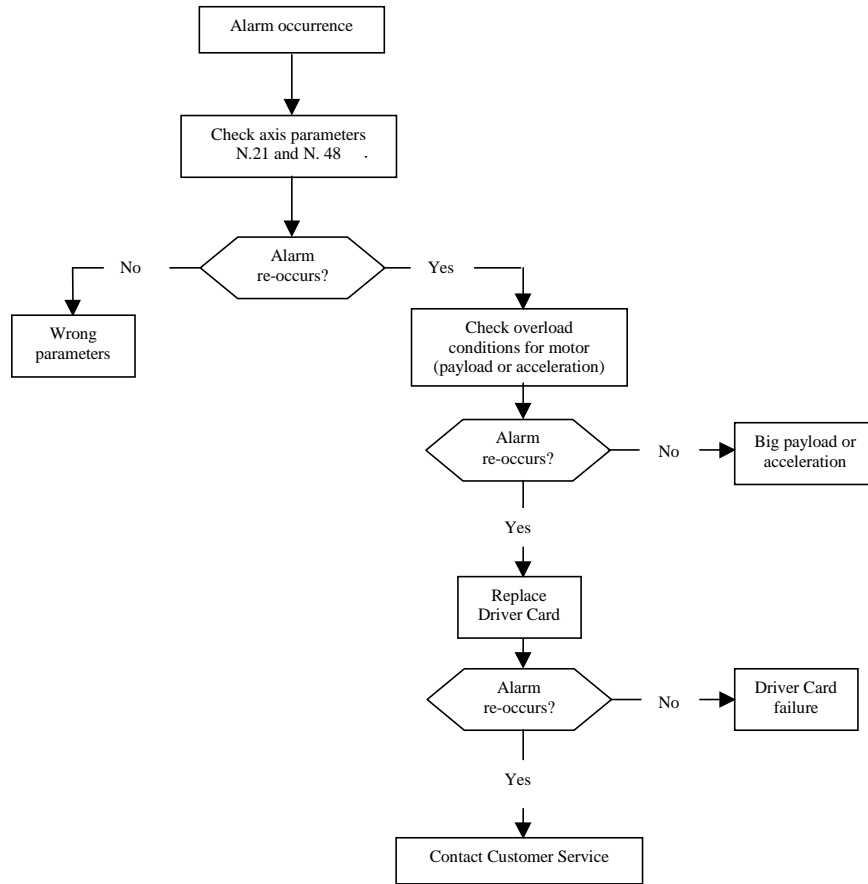 Alarm occurrence
Check axis parameters
N.21 and N. 48 .
Alarm
re-occurs?
No
Yes
Wrong
parameters
Check overload
conditions for motor
(payload or acceleration)
Alarm
re-occurs?
No
Big payload or
acceleration
Yes
Replace
Driver Card
Alarm
re-occurs?
No
Driver Card
failure
Yes
Contact Customer Service